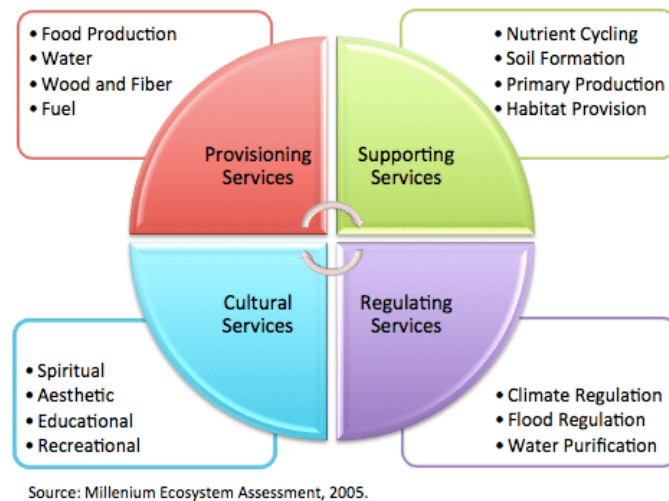 • Food Production
• Water
• Wood and Fiber
• Fuel
• Nutrient Cycling
• Soil Formation
• Primary Production
• Habitat Provision
Provisioning
Services
Supporting
Services
Cultural
Services
Regulating
Services
• Spiritual
• Aesthetic
• Educational
• Recreational
• Climate Regulation
• Flood Regulation
• Water Purification
Source: Millenium Ecosystem Assessment, 2005.